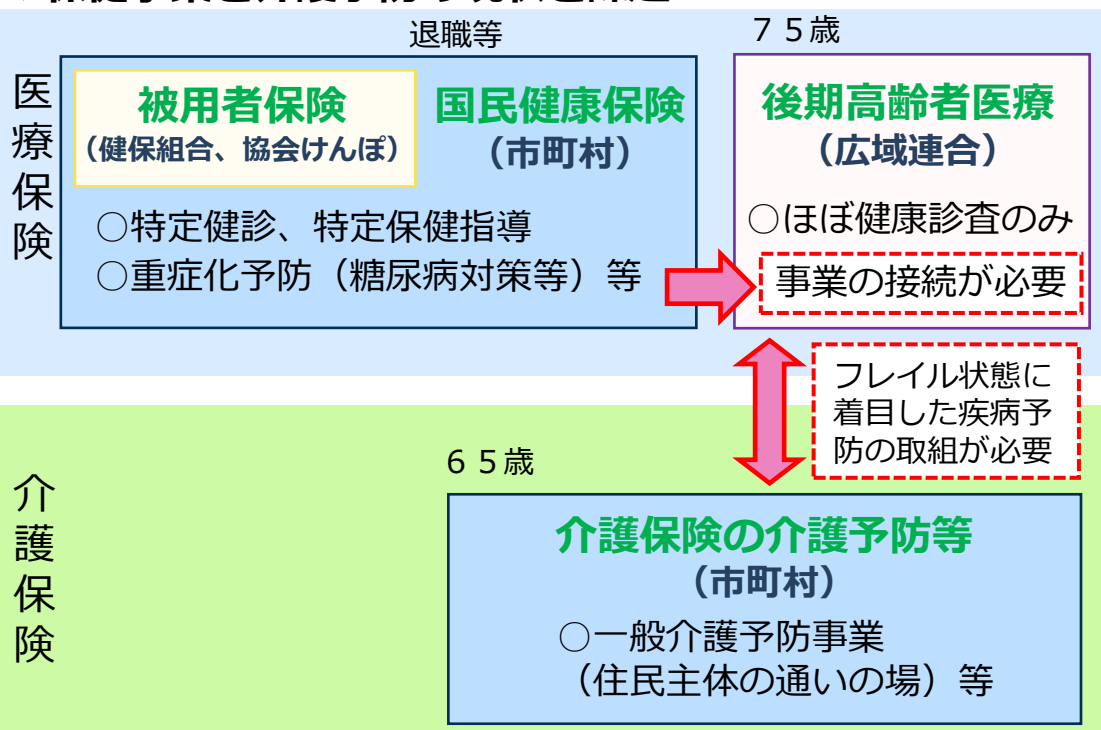 退職等
７５歳
医療保険
被用者保険
（健保組合、協会けんぽ）
国民健康保険
（市町村）
○特定健診、特定保健指導
○重症化予防（糖尿病対策等）等
後期高齢者医療
（広域連合）
○ほぼ健康診査のみ
事業の接続が必要
フレイル状態に
着目した疾病予
防の取組が必要
介護保険
６５歳
介護保険の介護予防等
（市町村）
○一般介護予防事業
（住民主体の通いの場）等